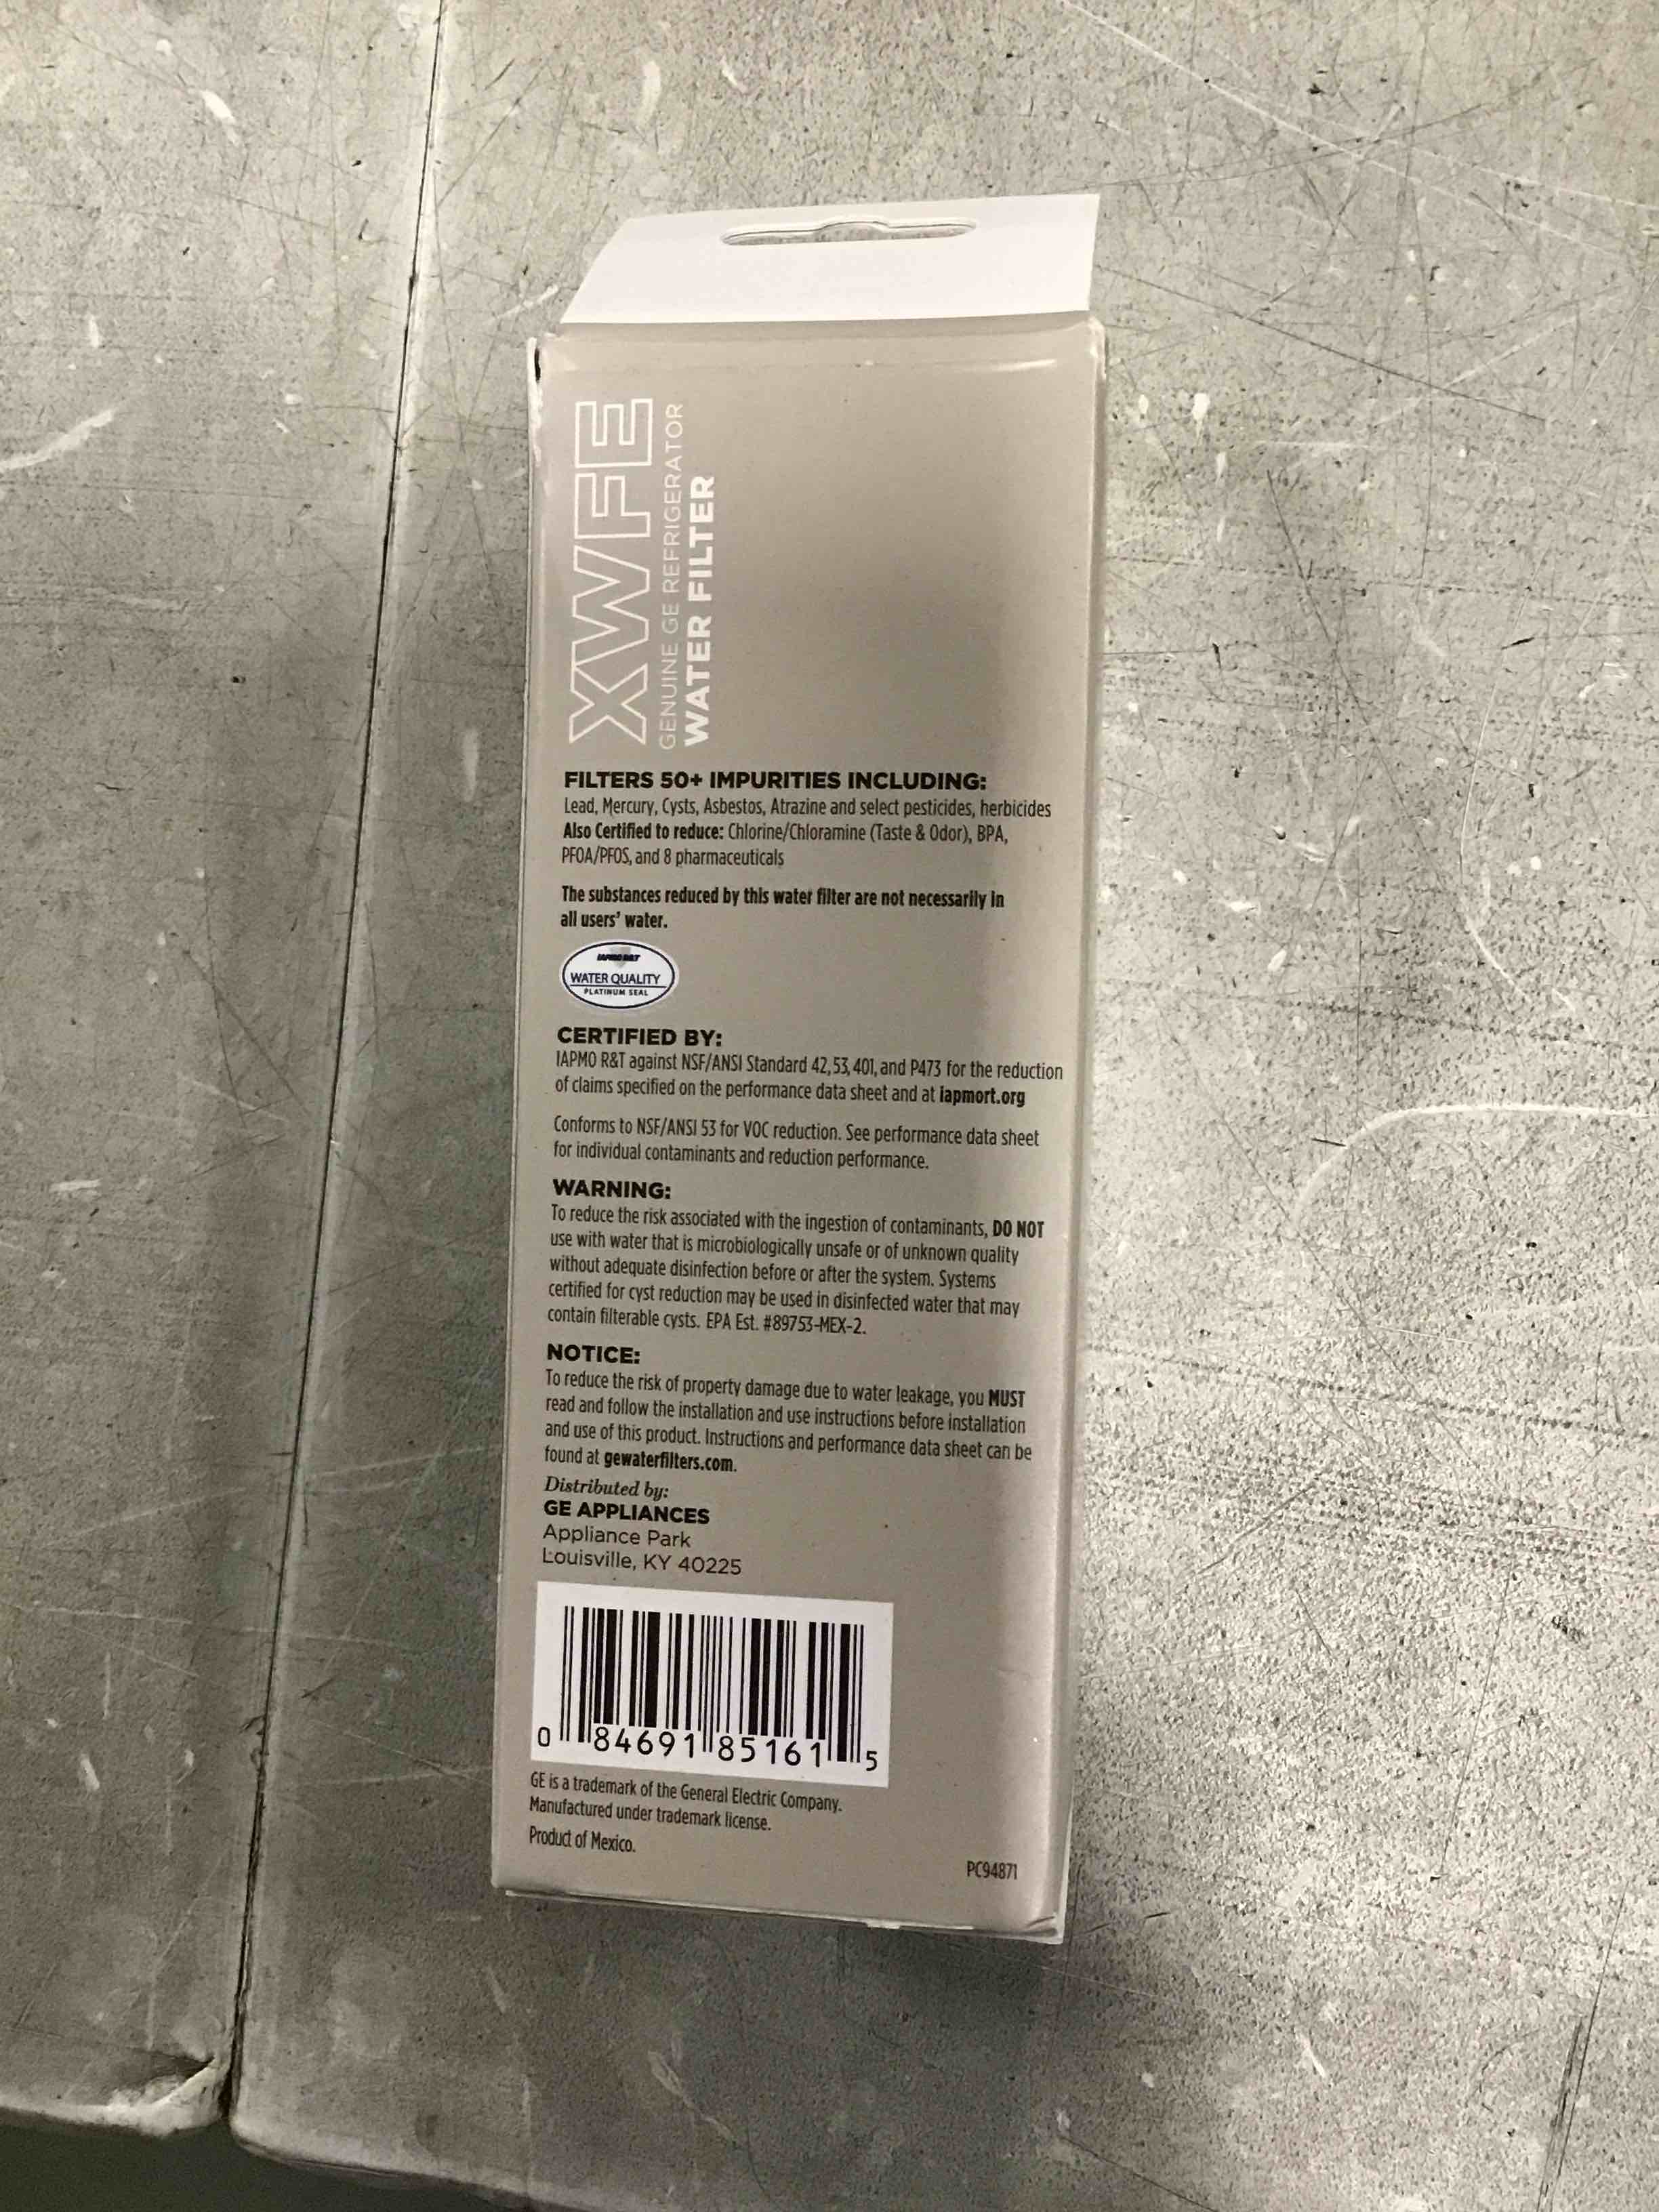 XWFE
GENUINE GE REFRIGERATOR
WATER FILTER
FILTERS 50+ IMPURITIES INCLUDING:
Lead, Mercury, Cysts, Asbestos, Atrazine and select pesticides, herbicides
Also Certified to reduce: Chlorine/Chloramine (Taste & Odor), BPA,
PFOA/PFOS, and 8 pharmaceuticals
The substances reduced by this water filter are not necessarily in
all users' water.
IAPMO R&T
WATER QUALITY
PLATINUM SEAL
CERTIFIED BY:
IAPMO R&T against NSF/ANSI Standard 42, 53, 401, and P473 for the reduction
of claims specified on the performance data sheet and at iapmort.org
Conforms to NSF/ANSI 53 for VOC reduction. See performance data sheet
for individual contaminants and reduction performance.
WARNING:
To reduce the risk associated with the ingestion of contaminants, DO NOT
use with water that is microbiologically unsafe or of unknown quality
without adequate disinfection before or after the system. Systems
certified for cyst reduction may be used in disinfected water that may
contain filterable cysts. EPA Est. #89753-MEX-2.
NOTICE:
To reduce the risk of property damage due to water leakage, you MUST
read and follow the installation and use instructions before installation
and use of this product. Instructions and performance data sheet can be
found at gewaterfilters.com.
Distributed by:
GE APPLIANCES
Appliance Park
Louisville, KY 40225
0 84691 85161 5
GE is a trademark of the General Electric Company.
Manufactured under trademark license.
Product of Mexico.
PC94871